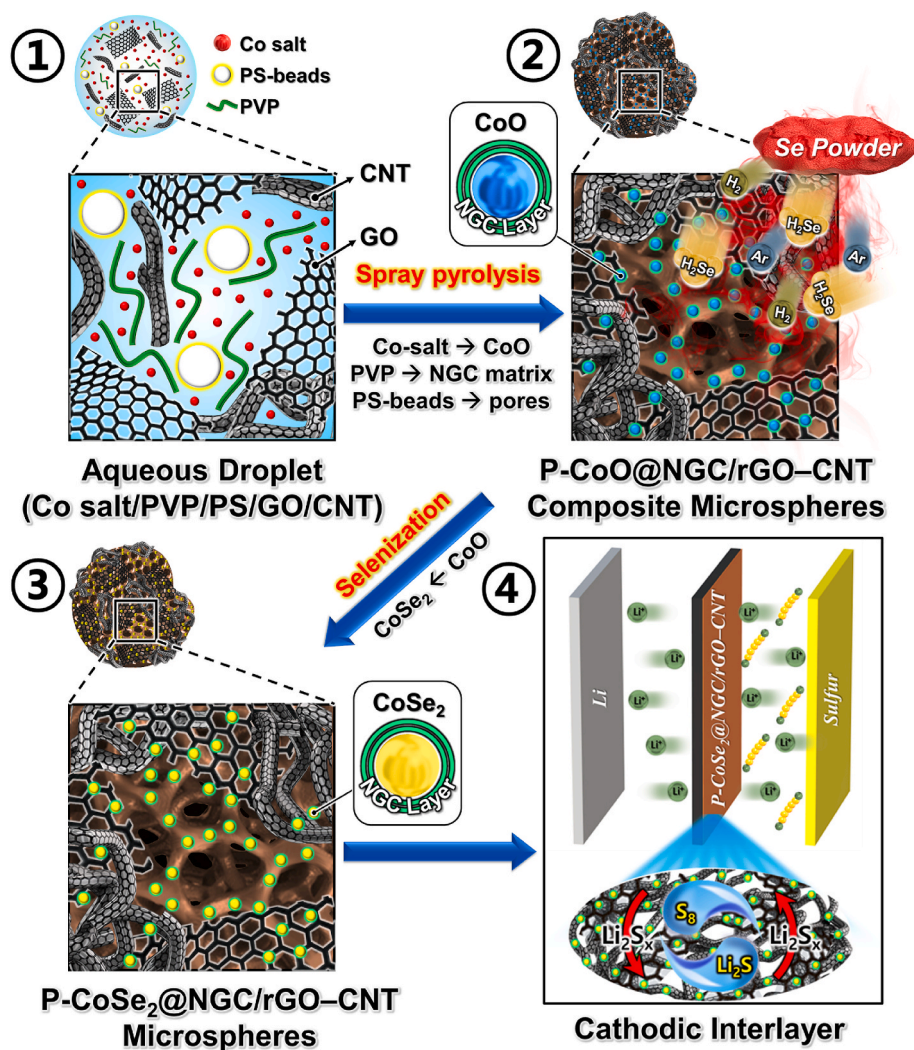 ①
Co salt
PS-beads
PVP
CNT
GO
Aqueous Droplet
(Co salt/PVP/PS/GO/CNT)
Spray pyrolysis
Co-salt → CoO
PVP → NGC matrix
PS-beads → pores
②
CoO
NGC Layer
Se Powder
H₂
H₂Se
H₂Se
Ar
Ar
H₂Se
H₂
P-CoO@NGC/rGO–CNT
Composite Microspheres
Selenization
CoSe₂ ← CoO
③
CoSe₂
NGC Layer
P-CoSe₂@NGC/rGO–CNT
Microspheres
④
Li
Li⁺
Li⁺
Li⁺
Li⁺
Li⁺
P-CoSe₂@NGC/rGO–CNT
Li⁺
Li⁺
Li⁺
Li⁺
Li⁺
Sulfur
S₈
Li₂Sₓ
Li₂Sₓ
Li₂S
Cathodic Interlayer